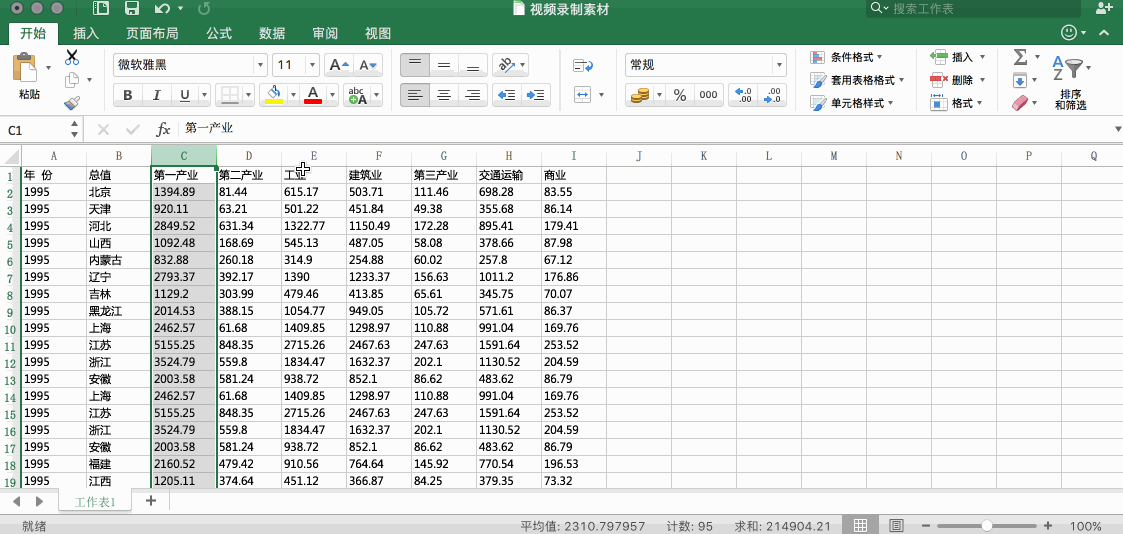 视频录制素材
搜索工作表
开始 插入 页面布局 公式 数据 审阅 视图
粘贴
微软雅黑 11 A A
B I U A abc A
常规
% 000 .0 .00 .00 .0
条件格式
套用表格格式
单元格样式
插入
删除
格式
Σ A Z
排序
和筛选
C1 fx 第一产业
A B C D E F G H I J K L M N O P Q
1 年 份 总值 第一产业 第二产业 工业 建筑业 第三产业 交通运输 商业
2 1995 北京 1394.89 81.44 615.17 503.71 111.46 698.28 83.55
3 1995 天津 920.11 63.21 501.22 451.84 49.38 355.68 86.14
4 1995 河北 2849.52 631.34 1322.77 1150.49 172.28 895.41 179.41
5 1995 山西 1092.48 168.69 545.13 487.05 58.08 378.66 87.98
6 1995 内蒙古 832.88 260.18 314.9 254.88 60.02 257.8 67.12
7 1995 辽宁 2793.37 392.17 1390 1233.37 156.63 1011.2 176.86
8 1995 吉林 1129.2 303.99 479.46 413.85 65.61 345.75 70.07
9 1995 黑龙江 2014.53 388.15 1054.77 949.05 105.72 571.61 86.37
10 1995 上海 2462.57 61.68 1409.85 1298.97 110.88 991.04 169.76
11 1995 江苏 5155.25 848.35 2715.26 2467.63 247.63 1591.64 253.52
12 1995 浙江 3524.79 559.8 1834.47 1632.37 202.1 1130.52 204.59
13 1995 安徽 2003.58 581.24 938.72 852.1 86.62 483.62 86.79
14 1995 上海 2462.57 61.68 1409.85 1298.97 110.88 991.04 169.76
15 1995 江苏 5155.25 848.35 2715.26 2467.63 247.63 1591.64 253.52
16 1995 浙江 3524.79 559.8 1834.47 1632.37 202.1 1130.52 204.59
17 1995 安徽 2003.58 581.24 938.72 852.1 86.62 483.62 86.79
18 1995 福建 2160.52 479.42 910.56 764.64 145.92 770.54 196.53
19 1995 江西 1205.11 374.64 451.12 366.87 84.25 379.35 73.32
工作表1
就绪 平均值: 2310.797957 计数: 95 求和: 214904.21 100%